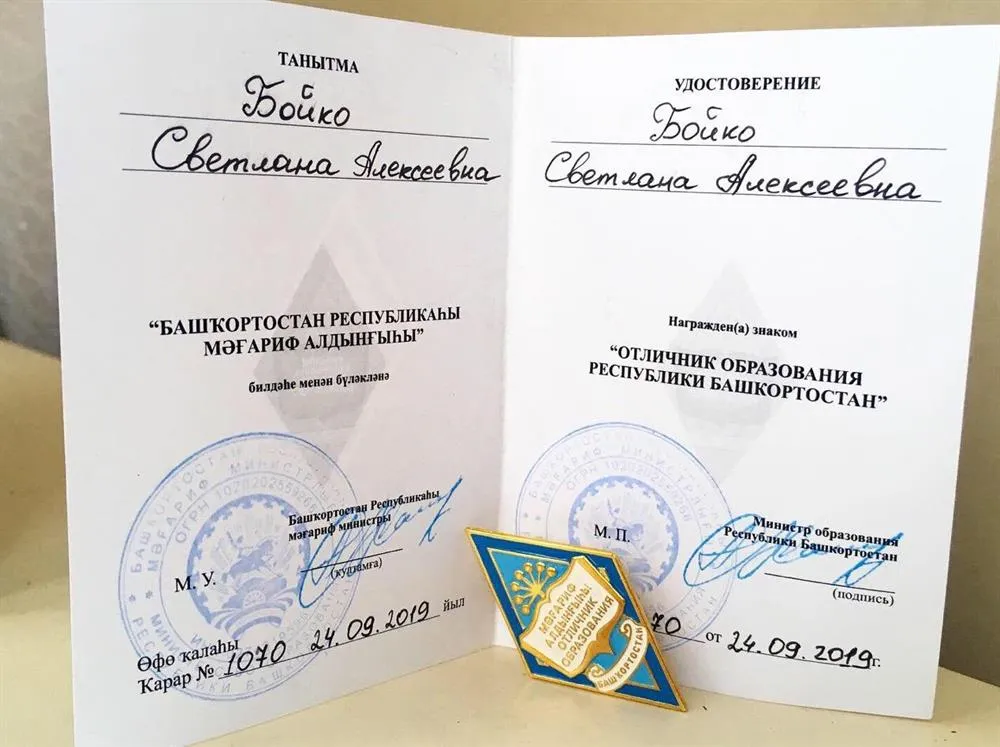 ТАНЫТМА
Бойко
Светлана Алексеевна
“БАШҠОРТОСТАН РЕСПУБЛИКАҺЫ
МӘҒАРИФ АЛДЫНҒЫҺЫ”
билдәһе менән бүләкләнә
Башҡортостан Республикаһы
мәғариф министры
(ҡултамға)
М. У.
Өфө ҡалаһы
Ҡарар № 1070 24.09.2019 йыл
УДОСТОВЕРЕНИЕ
Бойко
Светлана Алексеевна
Награжден(а) знаком
“ОТЛИЧНИК ОБРАЗОВАНИЯ
РЕСПУБЛИКИ БАШКОРТОСТАН”
М. П.
Министр образования
Республики Башкортостан
(подпись)
70 от 24.09.2019г.
МӘҒАРИФ
АЛДЫНҒЫҺЫ
ОТЛИЧНИК
ОБРАЗОВАНИЯ
БАШҠОРТОСТАН